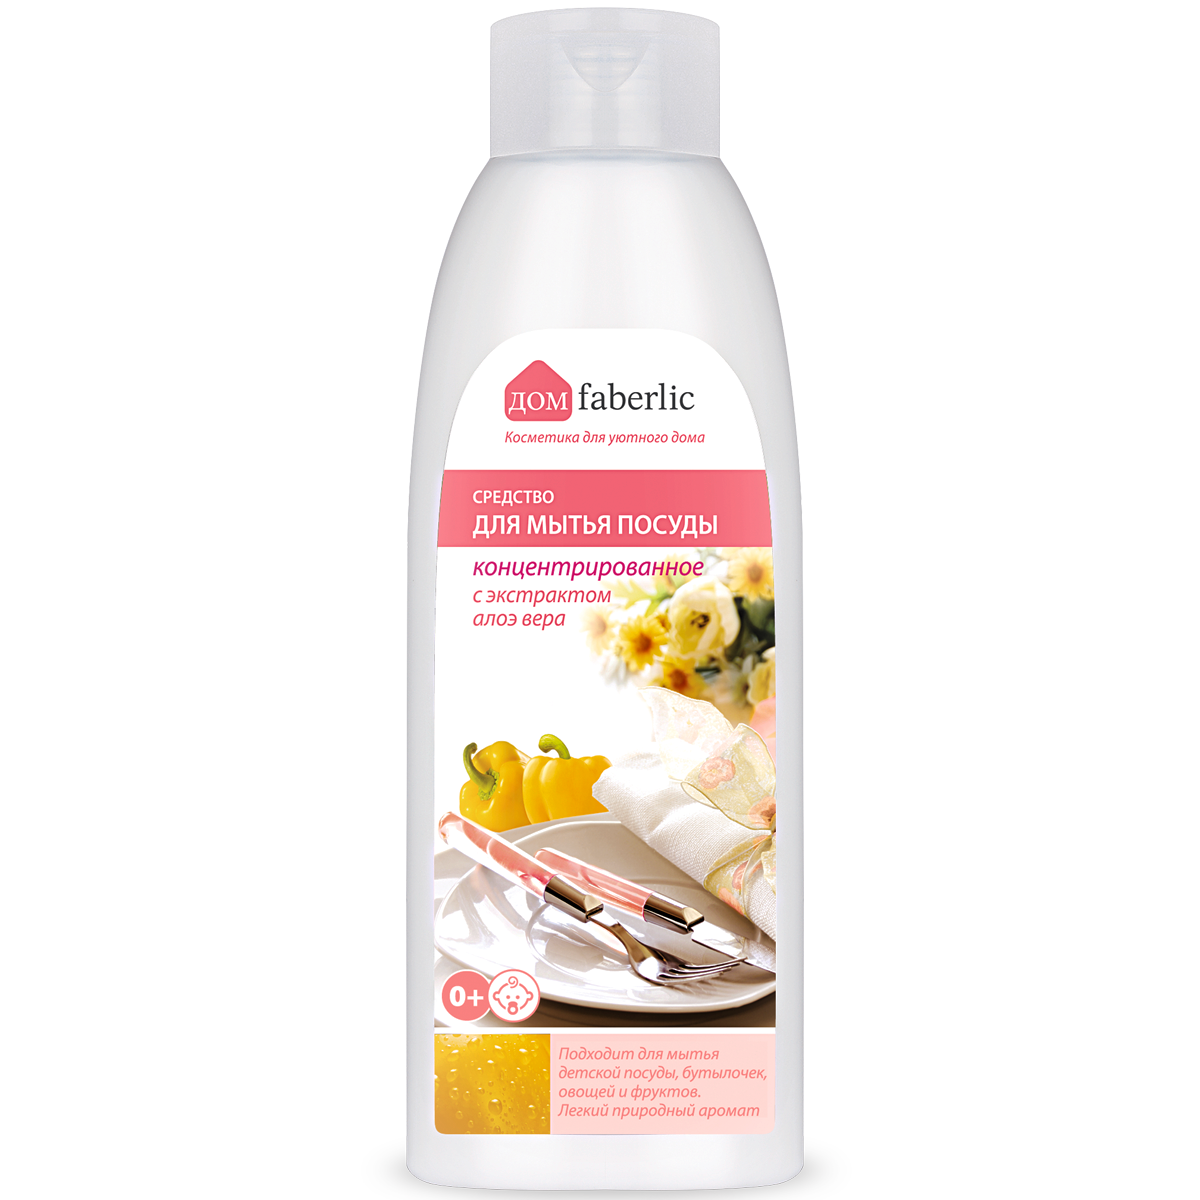 дом faberlic
Косметика для уютного дома
СРЕДСТВО
ДЛЯ МЫТЬЯ ПОСУДЫ
концентрированное
с экстрактом
алоэ вера
0+
Подходит для мытья
детской посуды, бутылочек,
овощей и фруктов.
Легкий природный аромат